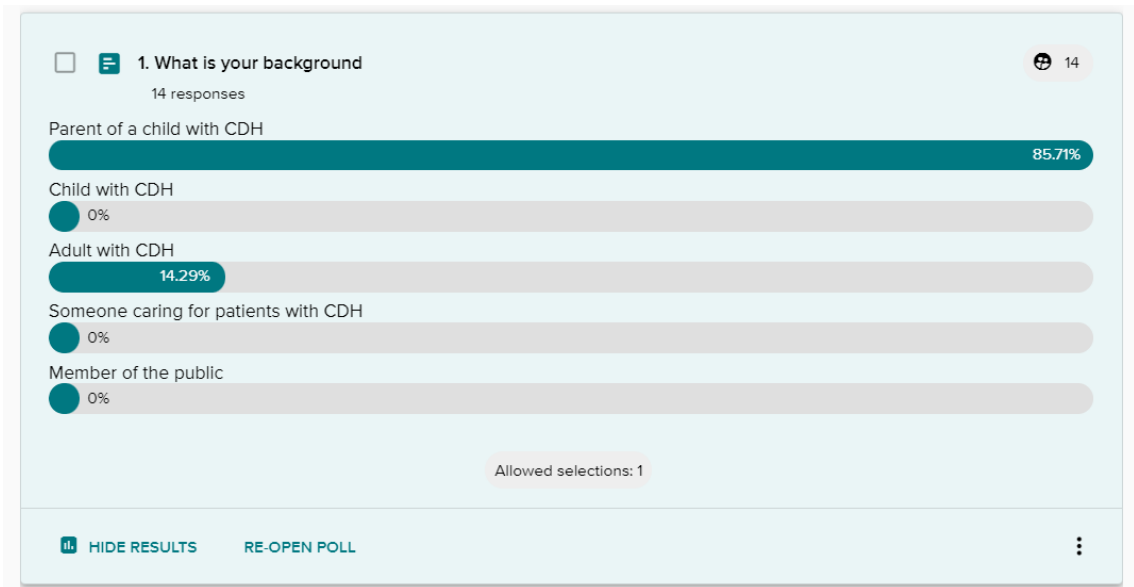 1. What is your background
14
14 responses
Parent of a child with CDH
85.71%
Child with CDH
0%
Adult with CDH
14.29%
Someone caring for patients with CDH
0%
Member of the public
0%
Allowed selections: 1
HIDE RESULTS
RE-OPEN POLL